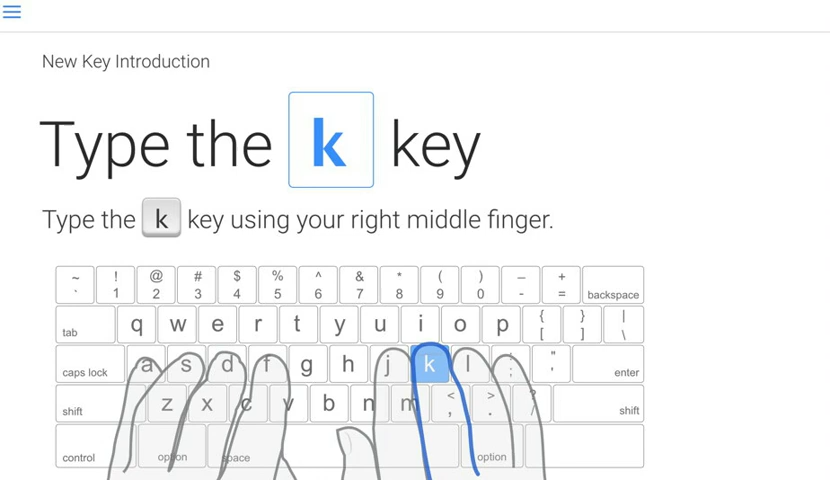 New Key Introduction
Type the k key
Type the k key using your right middle finger.
~ ! @ # $ % ^ & * ( ) _ +
` 1 2 3 4 5 6 7 8 9 0 - = backspace
tab q w e r t y u i o p { [ } ] | \
caps lock a s d f g h j k l : ; " ' enter
shift z x c v b n m < , > . ? / shift
control option space option